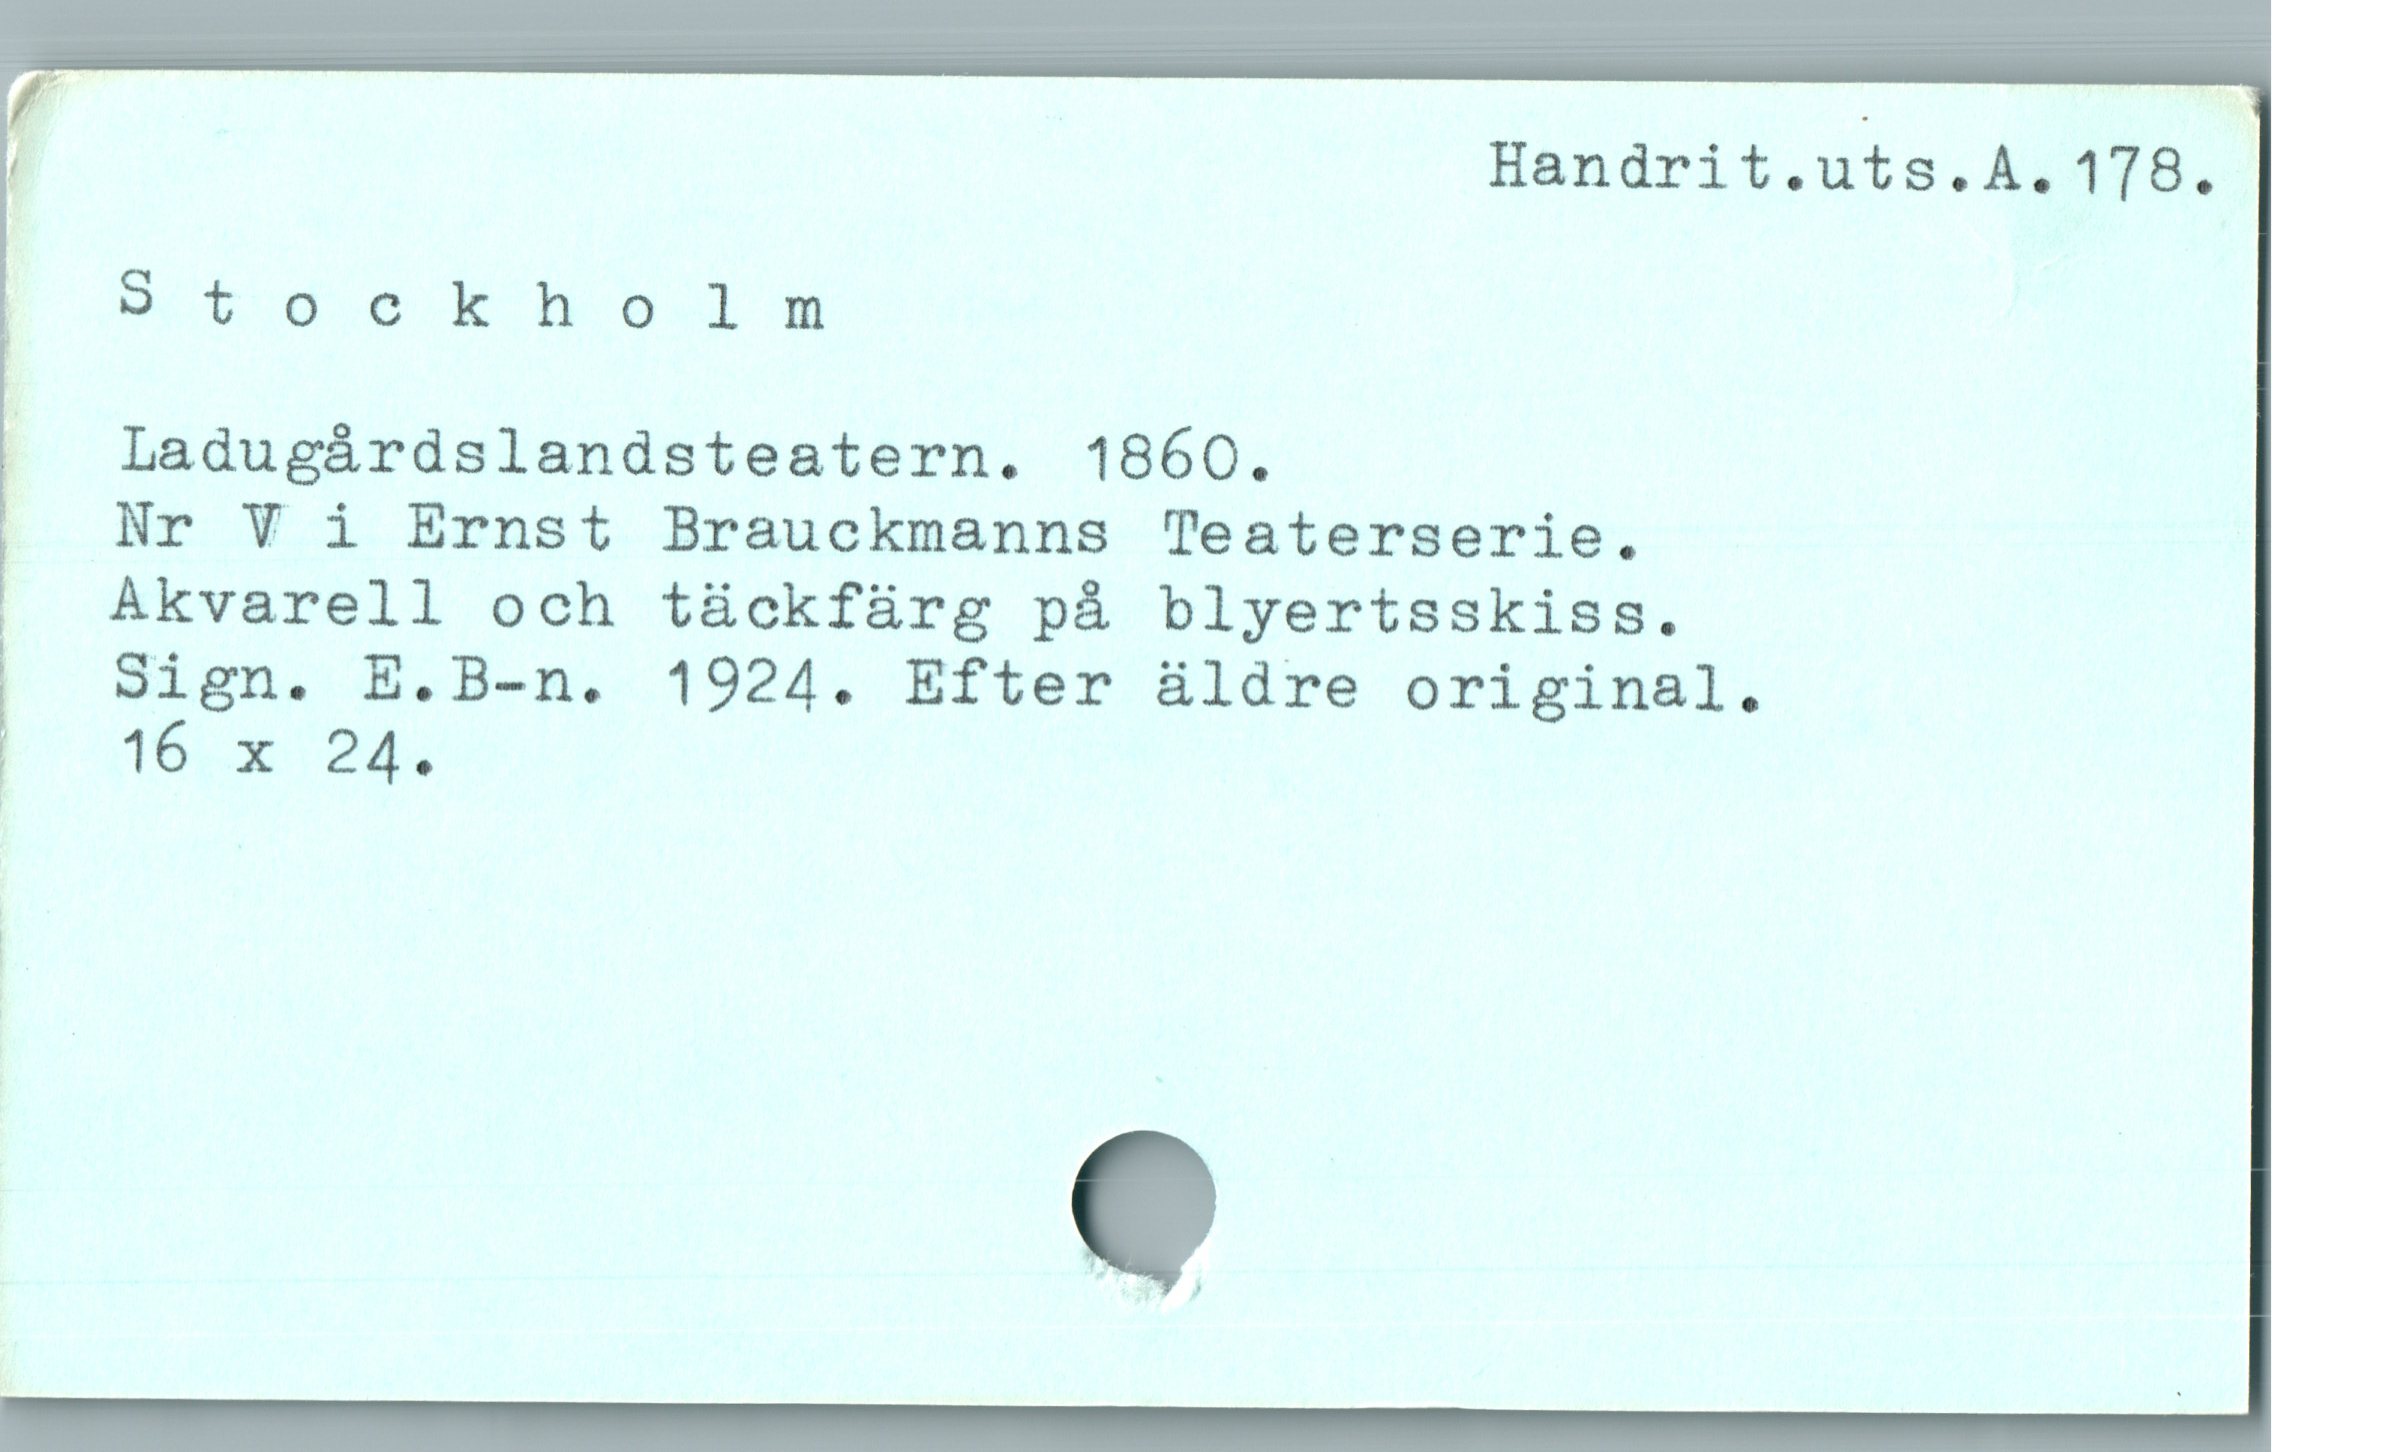 Handrit.uts.A.178.
S t o c k h o l m
Ladugårdslandsteatern. 1860.
Nr V i Ernst Brauckmanns Teaterserie.
Akvarell och täckfärg på blyertsskiss.
Sign. E.B-n. 1924. Efter äldre original.
16 x 24.